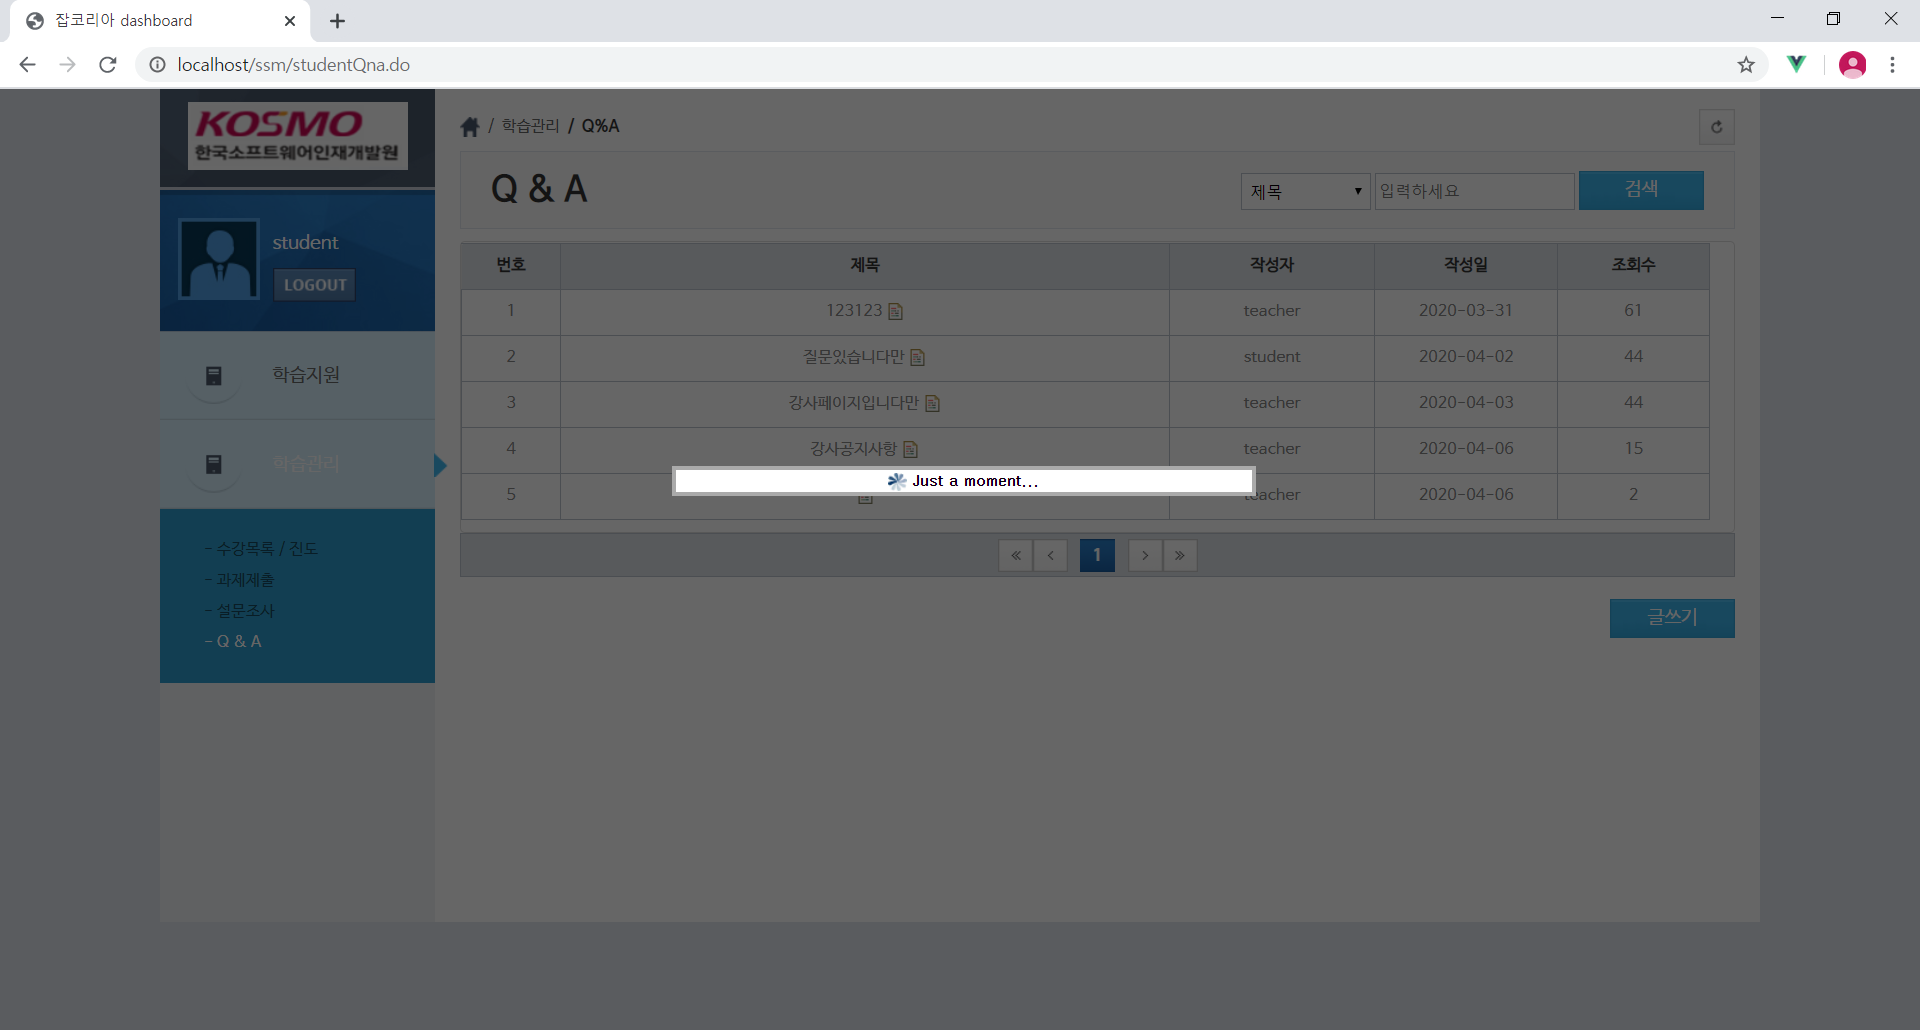 잡코리아 dashboard
localhost/ssm/studentQna.do
KOSMO
한국소프트웨어인재개발원
student
LOGOUT
학습지원
학습관리
- 수강목록 / 진도
- 과제제출
- 설문조사
- Q & A
/ 학습관리 / Q%A
Q & A
제목 입력하세요 검색
번호 제목 작성자 작성일 조회수
1 123123 teacher 2020-03-31 61
2 질문있습니다만 student 2020-04-02 44
3 강사페이지입니다만 teacher 2020-04-03 44
4 강사공지사항 teacher 2020-04-06 15
Just a moment...
5 teacher 2020-04-06 2
« < 1 > »
글쓰기